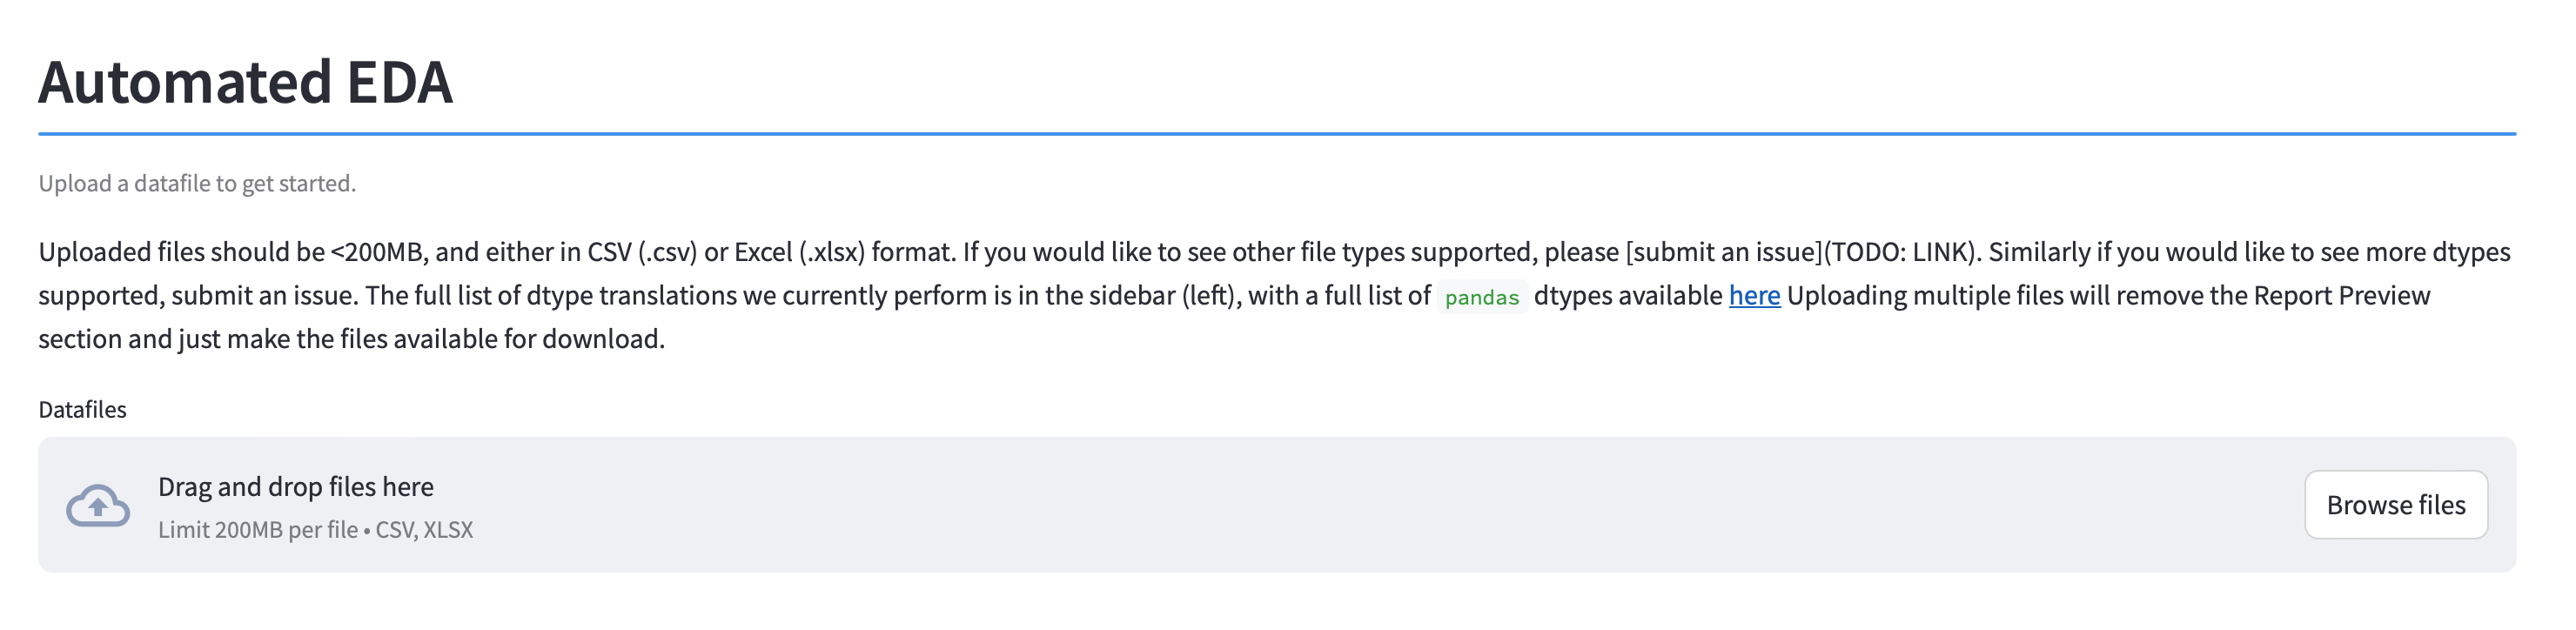 Automated EDA
Upload a datafile to get started.
Uploaded files should be <200MB, and either in CSV (.csv) or Excel (.xlsx) format. If you would like to see other file types supported, please [submit an issue](TODO: LINK). Similarly if you would like to see more dtypes
supported, submit an issue. The full list of dtype translations we currently perform is in the sidebar (left), with a full list of pandas dtypes available here Uploading multiple files will remove the Report Preview
section and just make the files available for download.
Datafiles
Drag and drop files here
Limit 200MB per file • CSV, XLSX
Browse files